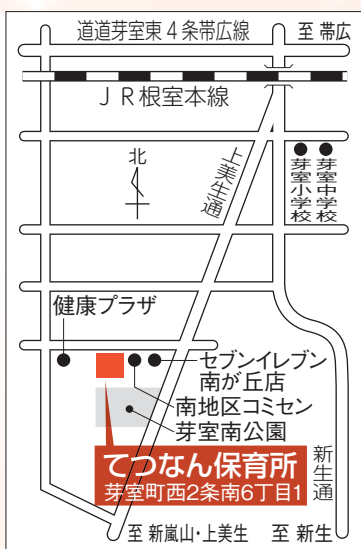 道道芽室東4条帯広線
至 帯広
JR根室本線
北
上美生通
芽室小学校
芽室中学校
健康プラザ
セブンイレブン
南が丘店
南地区コミセン
芽室南公園
てつなん保育所
芽室町西2条南6丁目1
新生通
至 新嵐山・上美生
至 新生